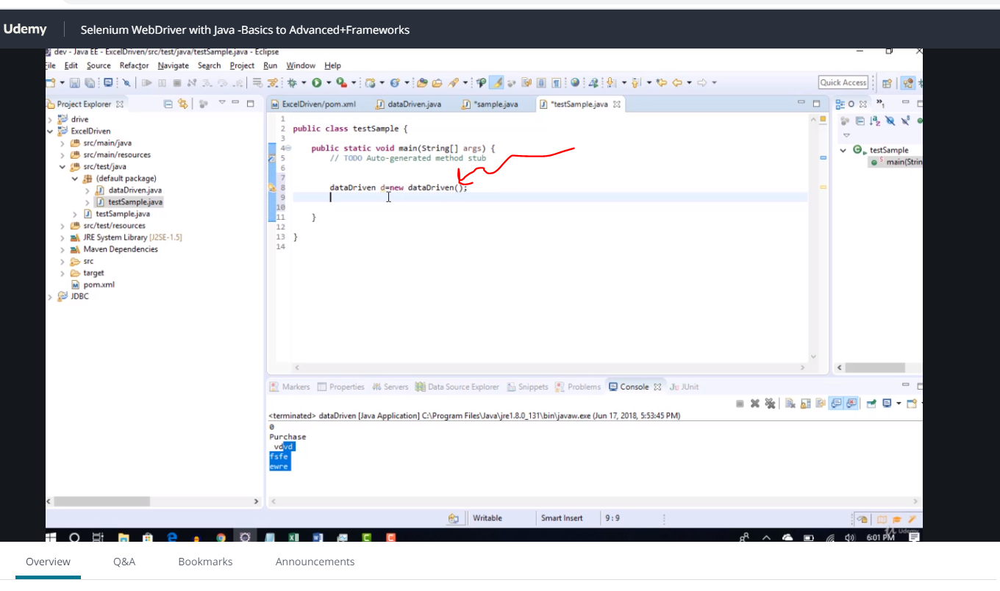 Udemy
Selenium WebDriver with Java -Basics to Advanced+Frameworks
dev - Java EE - ExcelDriven/src/test/java/testSample.java - Eclipse
File Edit Source Refactor Navigate Search Project Run Window Help
Quick Access
Project Explorer
ExcelDriven/pom.xml
dataDriven.java
*sample.java
*testSample.java
drive
ExcelDriven
src/main/java
src/main/resources
src/test/java
(default package)
dataDriven.java
testSample.java
testSample.java
src/test/resources
JRE System Library [J2SE-1.5]
Maven Dependencies
src
target
pom.xml
JDBC
1
2 public class testSample {
3
4 public static void main(String[] args) {
5 // TODO Auto-generated method stub
6
7
8 dataDriven d=new dataDriven();
9
10
11 }
12
13 }
14
O
testSample
main(Strin
Markers Properties Servers Data Source Explorer Snippets Problems Console JUnit
<terminated> dataDriven [Java Application] C:\Program Files\Java\jre1.8.0_131\bin\javaw.exe (Jun 17, 2018, 5:53:45 PM)
0
Purchase
vdvd
fsfe
ewre
Writable
Smart Insert
9 : 9
Udemy
6:01 PM
Overview
Q&A
Bookmarks
Announcements